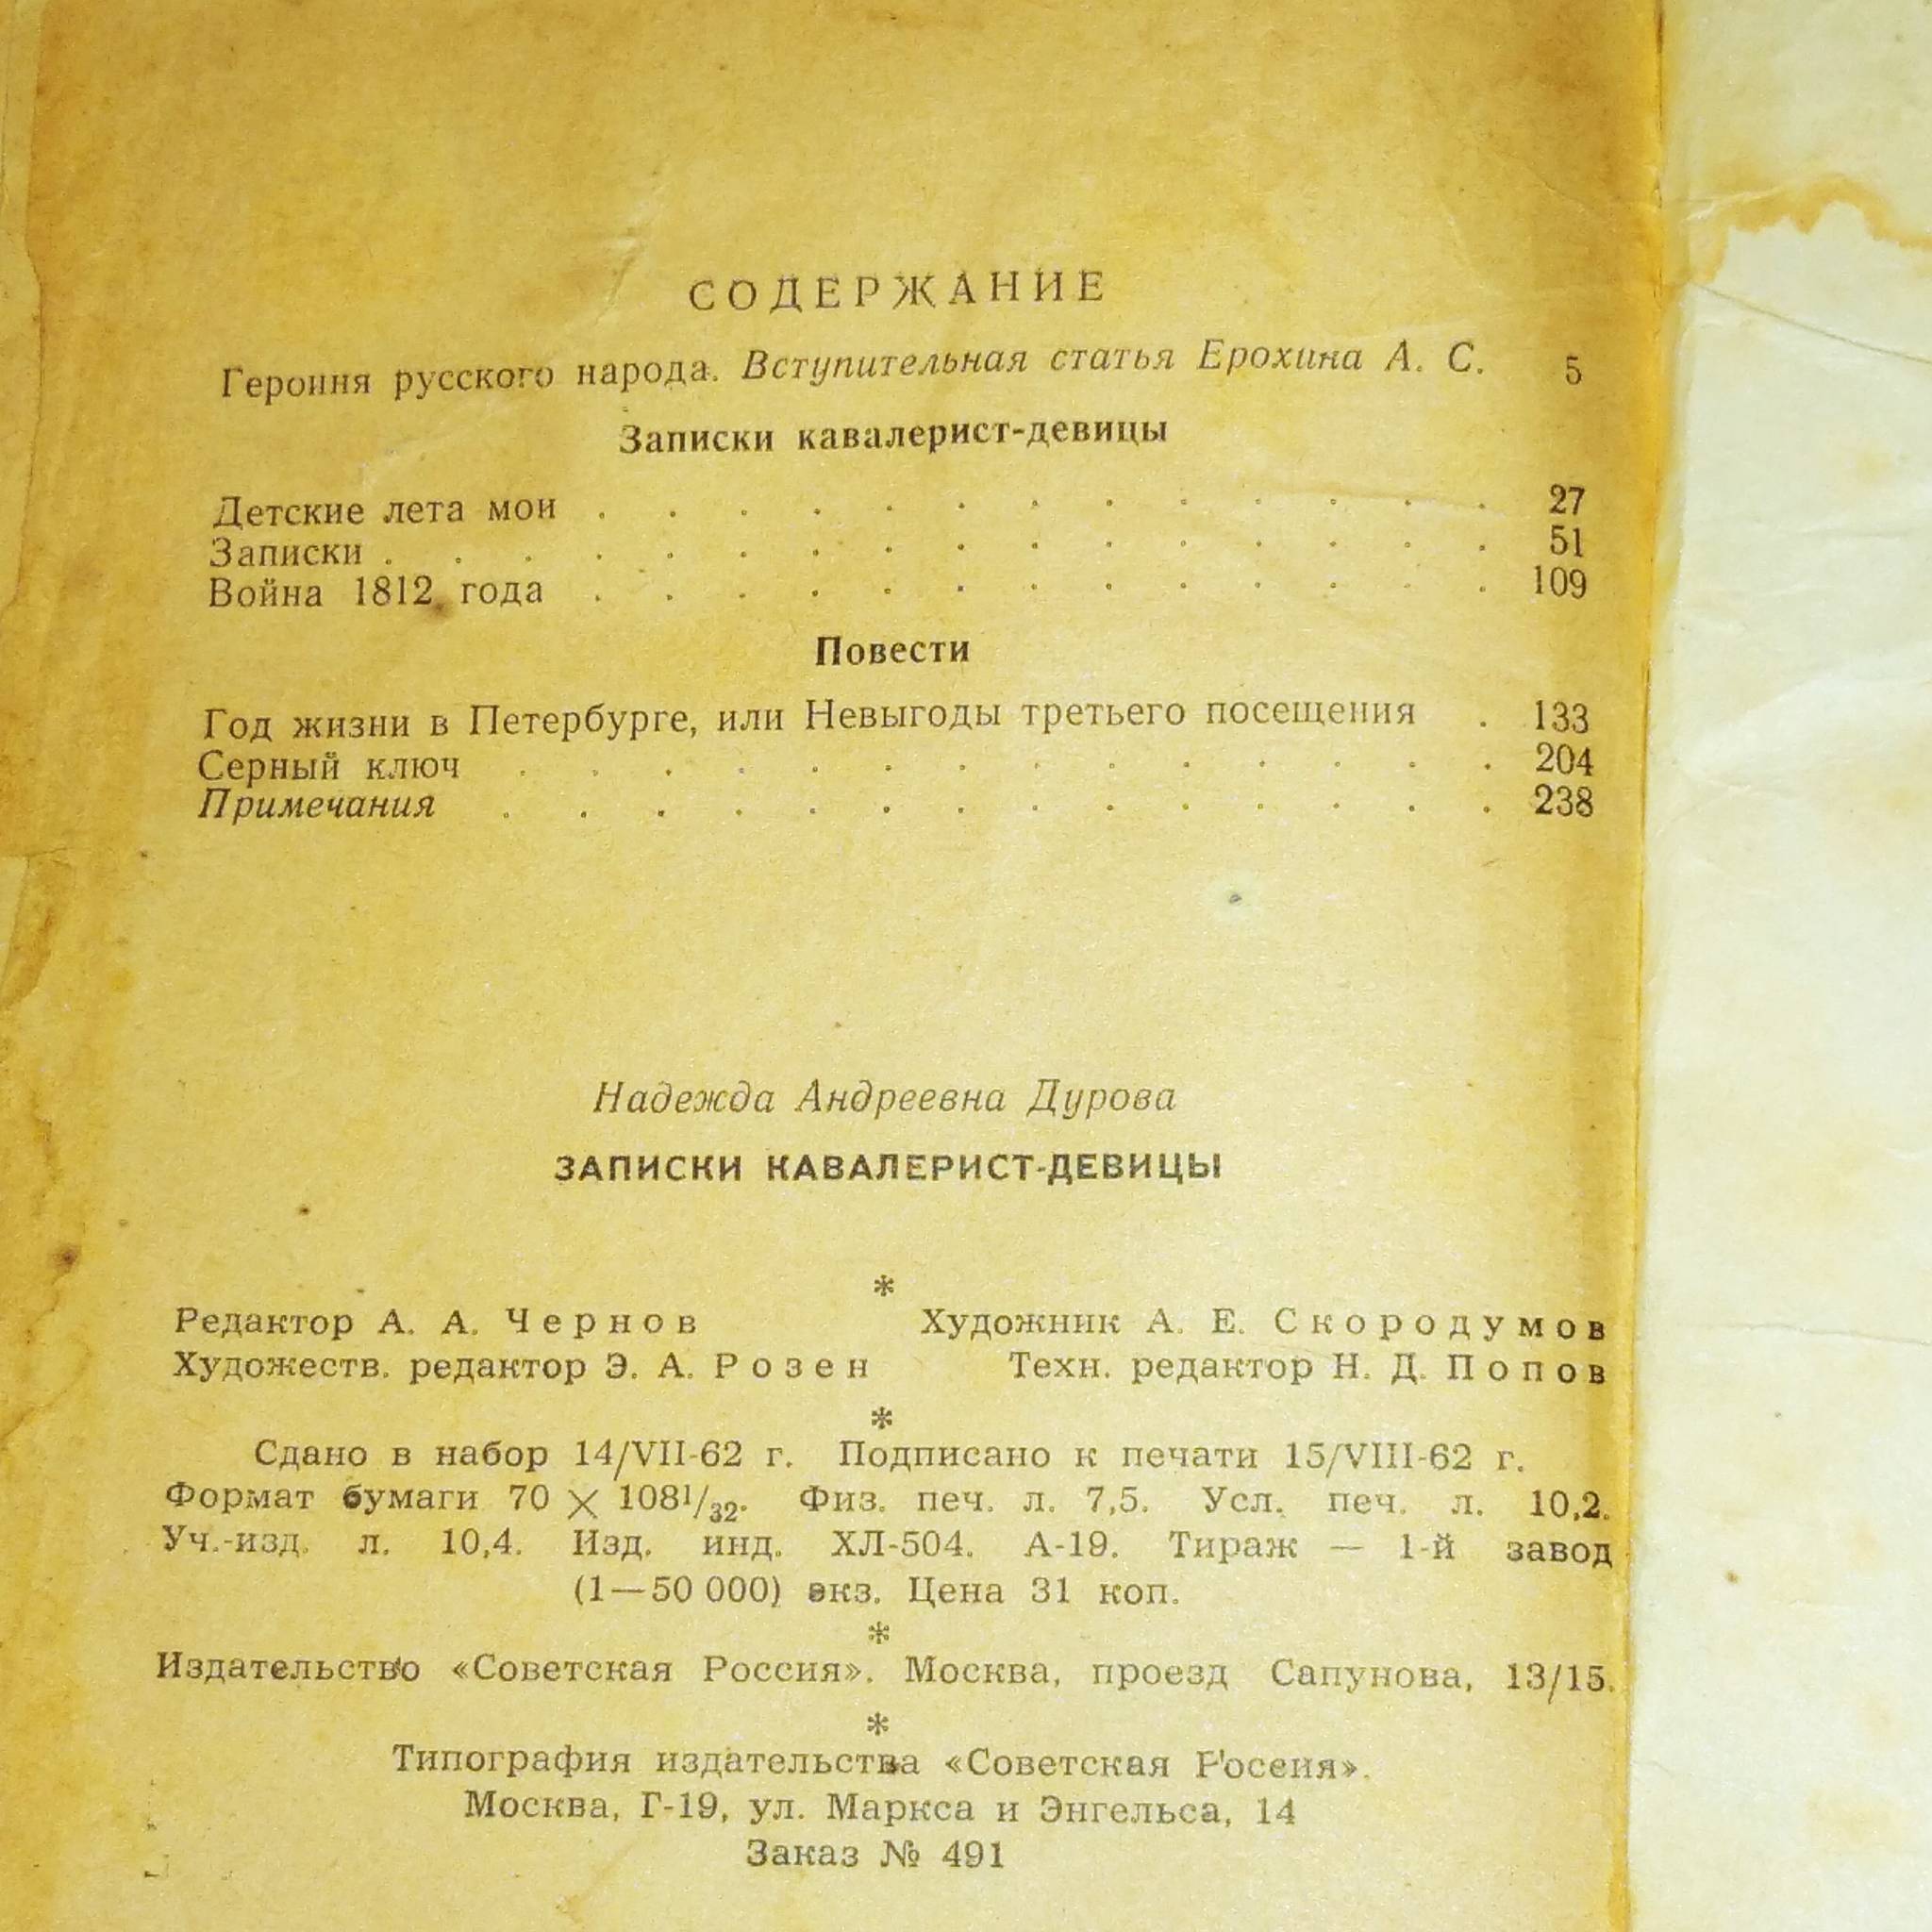 СОДЕРЖАНИЕ
Героиня русского народа. Вступительная статья Ерохина А. С. 5
Записки кавалерист-девицы
Детские лета мои . . . . . . . . . . . . . 27
Записки . . . . . . . . . . . . . . . . 51
Война 1812 года . . . . . . . . . . . . . 109
Повести
Год жизни в Петербурге, или Невыгоды третьего посещения . 133
Серный ключ . . . . . . . . . . . . . . 204
Примечания . . . . . . . . . . . . . . 238
Надежда Андреевна Дурова
ЗАПИСКИ КАВАЛЕРИСТ-ДЕВИЦЫ
*
Редактор А. А. Чернов Художник А. Е. Скородумов
Художеств. редактор Э. А. Розен Техн. редактор Н. Д. Попов
*
Сдано в набор 14/VII-62 г. Подписано к печати 15/VIII-62 г.
Формат бумаги 70 × 108¹/₃₂. Физ. печ. л. 7,5. Усл. печ. л. 10,2.
Уч.-изд. л. 10,4. Изд. инд. ХЛ-504. А-19. Тираж — 1-й завод
(1—50 000) экз. Цена 31 коп.
*
Издательство «Советская Россия». Москва, проезд Сапунова, 13/15.
*
Типография издательства «Советская Россия».
Москва, Г-19, ул. Маркса и Энгельса, 14
Заказ № 491